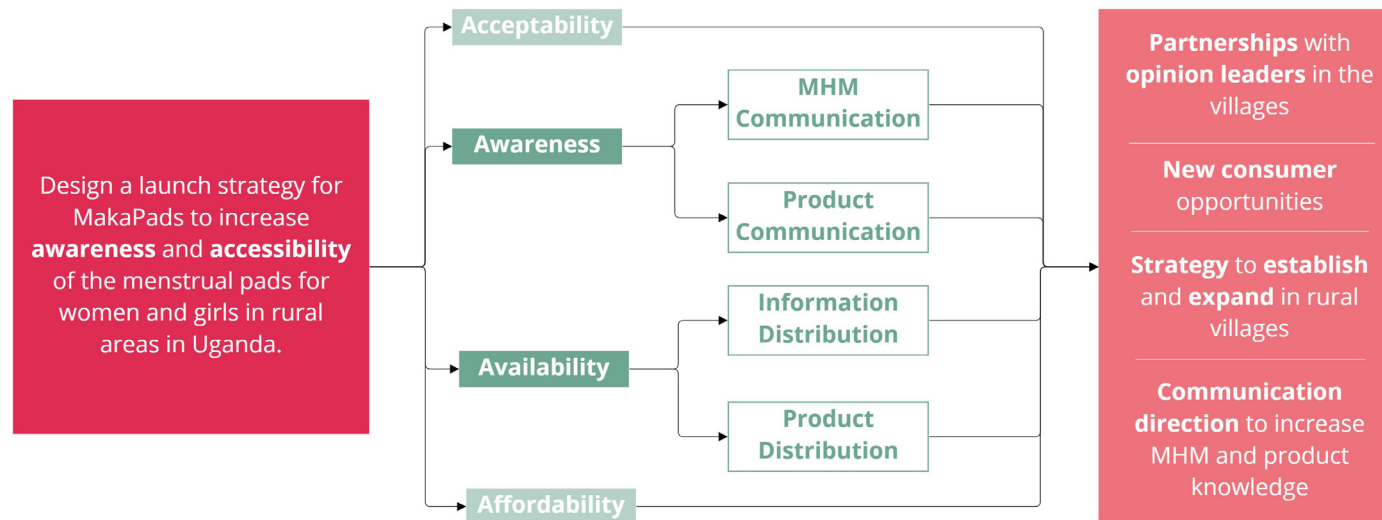 Design a launch strategy for
MakaPads to increase
awareness and accessibility
of the menstrual pads for
women and girls in rural
areas in Uganda.
Acceptability
Awareness
Availability
Affordability
MHM
Communication
Product
Communication
Information
Distribution
Product
Distribution
Partnerships with
opinion leaders in the
villages
New consumer
opportunities
Strategy to establish
and expand in rural
villages
Communication
direction to increase
MHM and product
knowledge